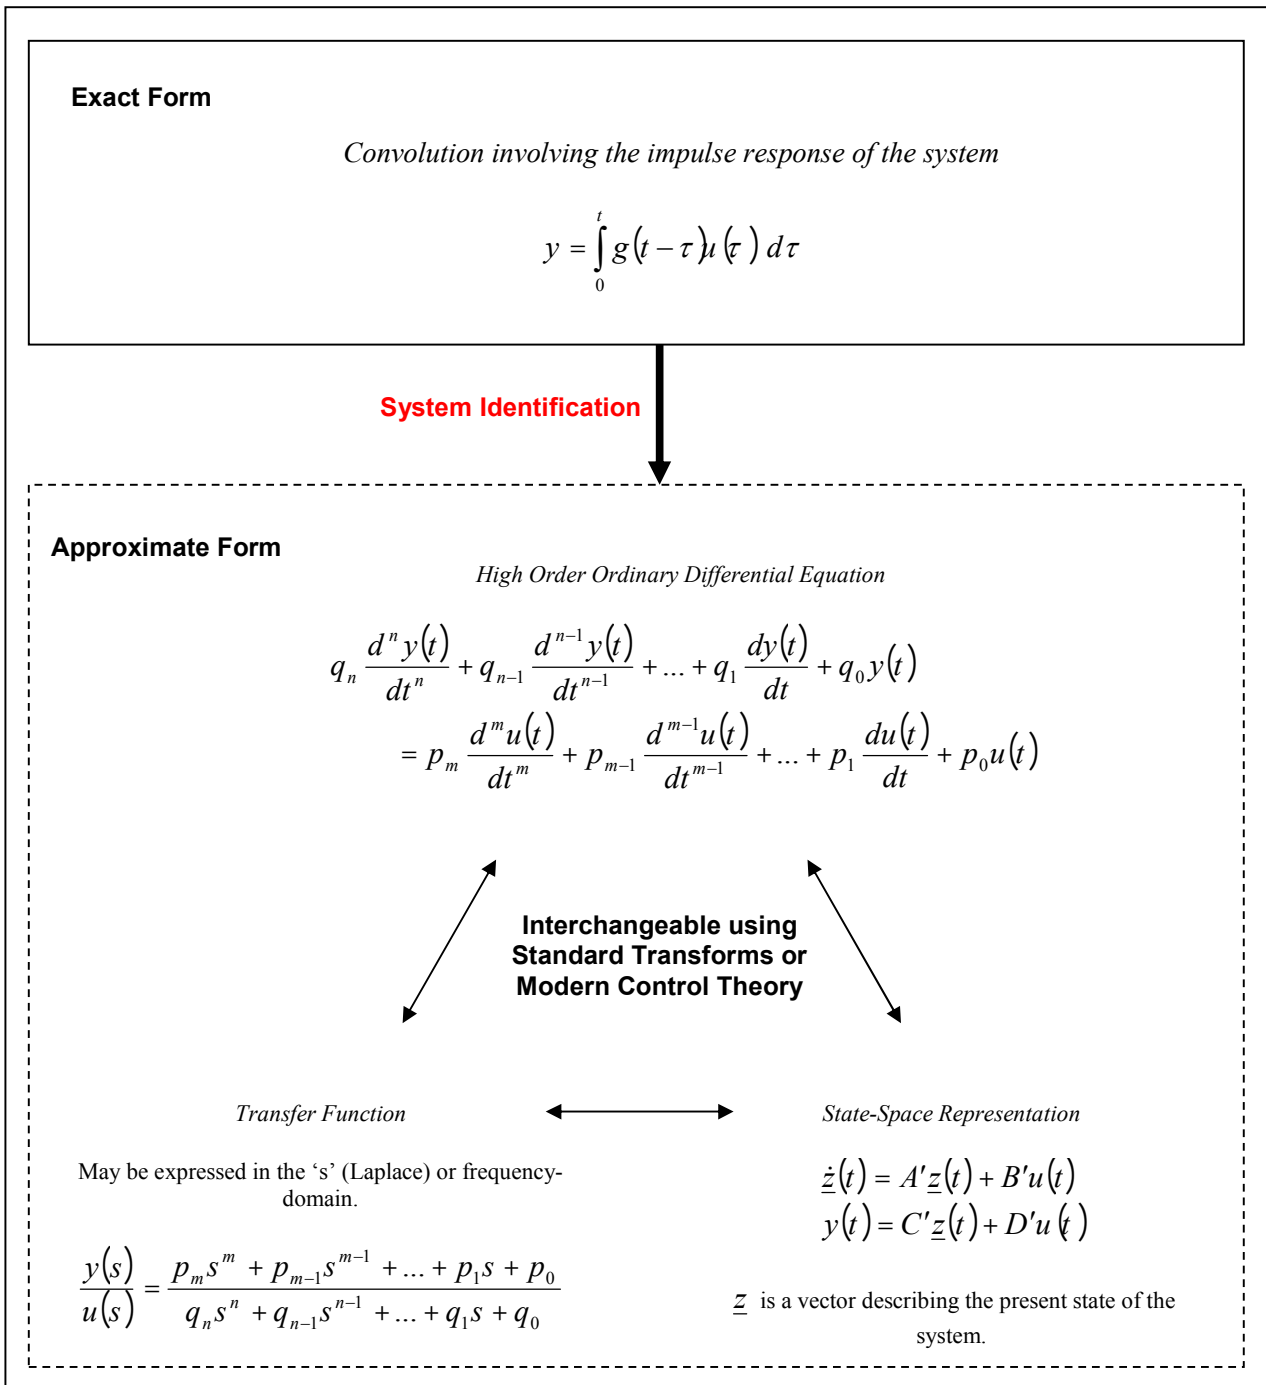 Exact Form
Convolution involving the impulse response of the system
y = ∫₀ᵗ g(t − τ)u(τ) dτ
System Identification
Approximate Form
High Order Ordinary Differential Equation
qₙ dⁿy(t)/dtⁿ + qₙ₋₁ dⁿ⁻¹y(t)/dtⁿ⁻¹ + ... + q₁ dy(t)/dt + q₀y(t)
= pₘ dᵐu(t)/dtᵐ + pₘ₋₁ dᵐ⁻¹u(t)/dtᵐ⁻¹ + ... + p₁ du(t)/dt + p₀u(t)
Interchangeable using
Standard Transforms or
Modern Control Theory
Transfer Function
May be expressed in the ‘s’ (Laplace) or frequency-
domain.
y(s)/u(s) = (pₘsᵐ + pₘ₋₁sᵐ⁻¹ + ... + p₁s + p₀)/(qₙsⁿ + qₙ₋₁sⁿ⁻¹ + ... + q₁s + q₀)
State-Space Representation
ż(t) = A′z(t) + B′u(t)
y(t) = C′z(t) + D′u(t)
z is a vector describing the present state of the
system.